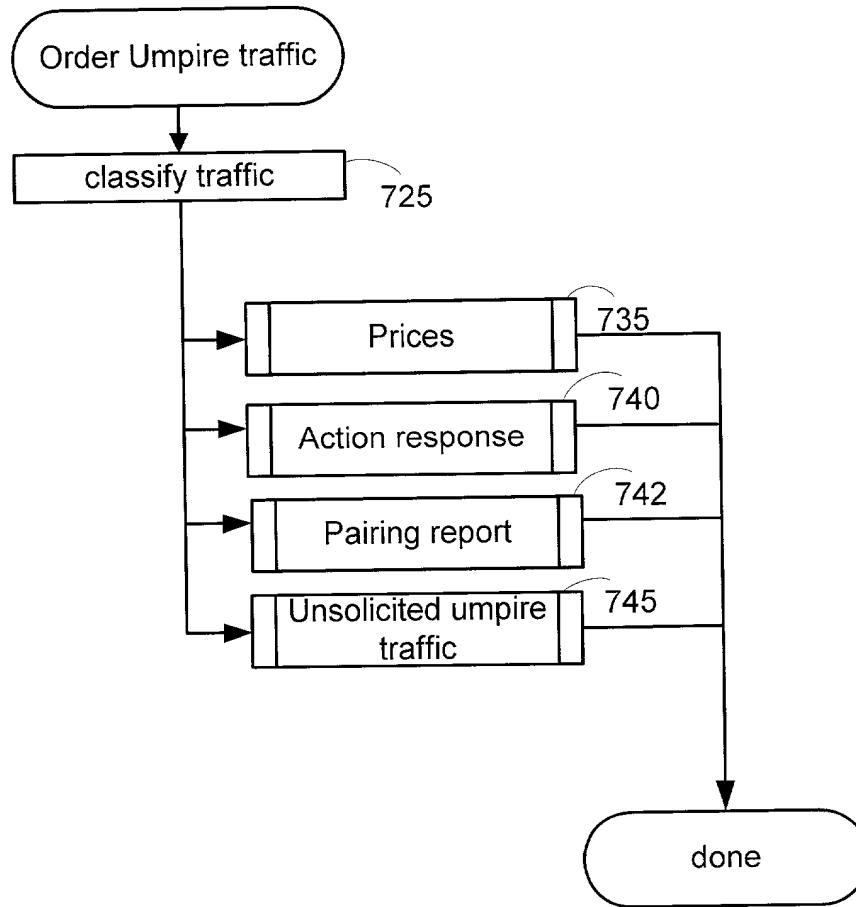 Order Umpire traffic
classify traffic
725
Prices
735
Action response
740
Pairing report
742
Unsolicited umpire
traffic
745
done